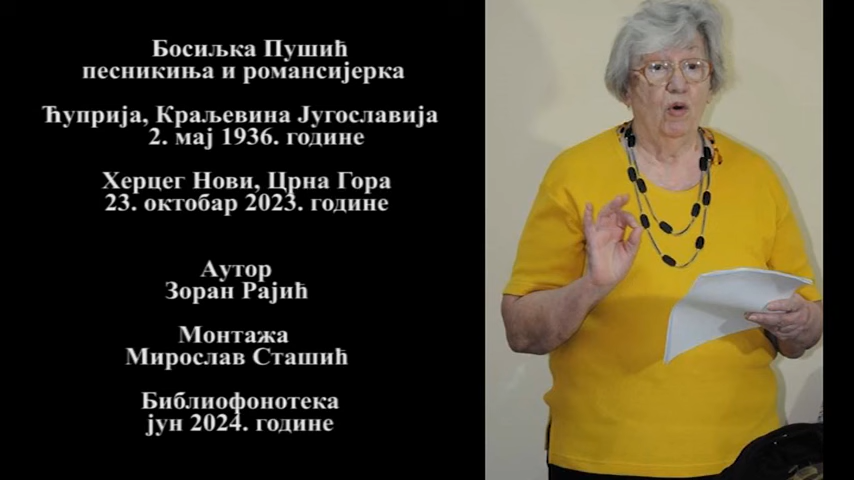 Босиљка Пушић
песникиња и романсијерка
Ћуприја, Краљевина Југославија
2. мај 1936. године
Херцег Нови, Црна Гора
23. октобар 2023. године
Аутор
Зоран Рајић
Монтажа
Мирослав Сташић
Библиофонотека
јун 2024. године